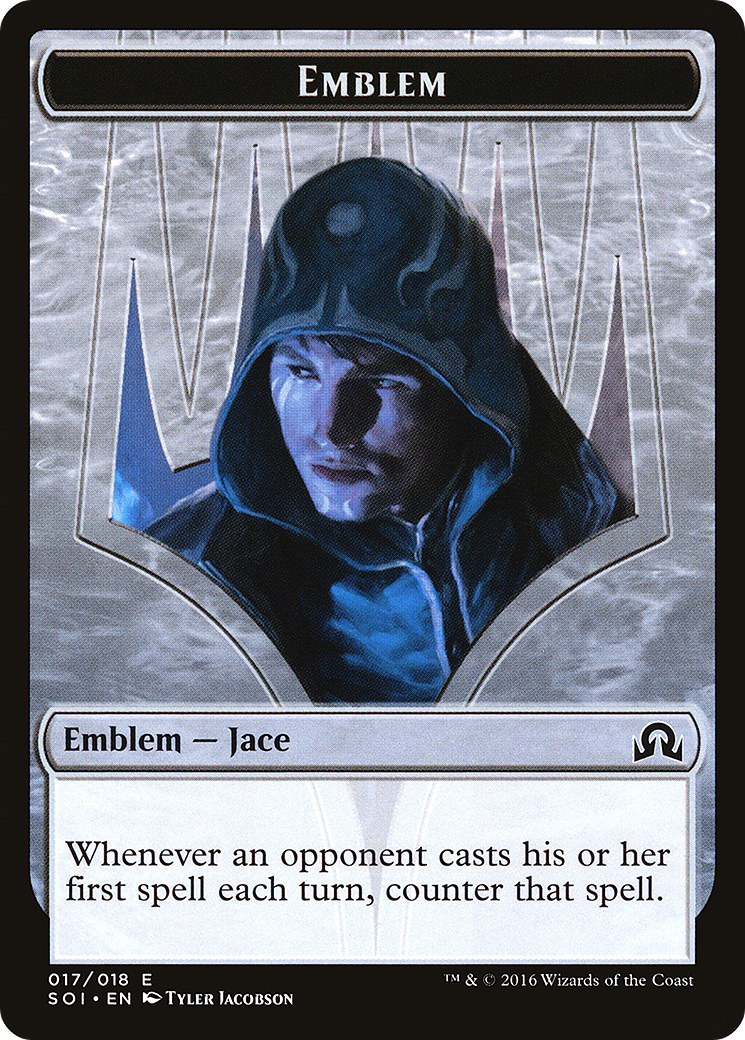 Emblem
Emblem — Jace
Whenever an opponent casts his or her
first spell each turn, counter that spell.
017/018 E
™ & © 2016 Wizards of the Coast
SOI • EN Tyler Jacobson